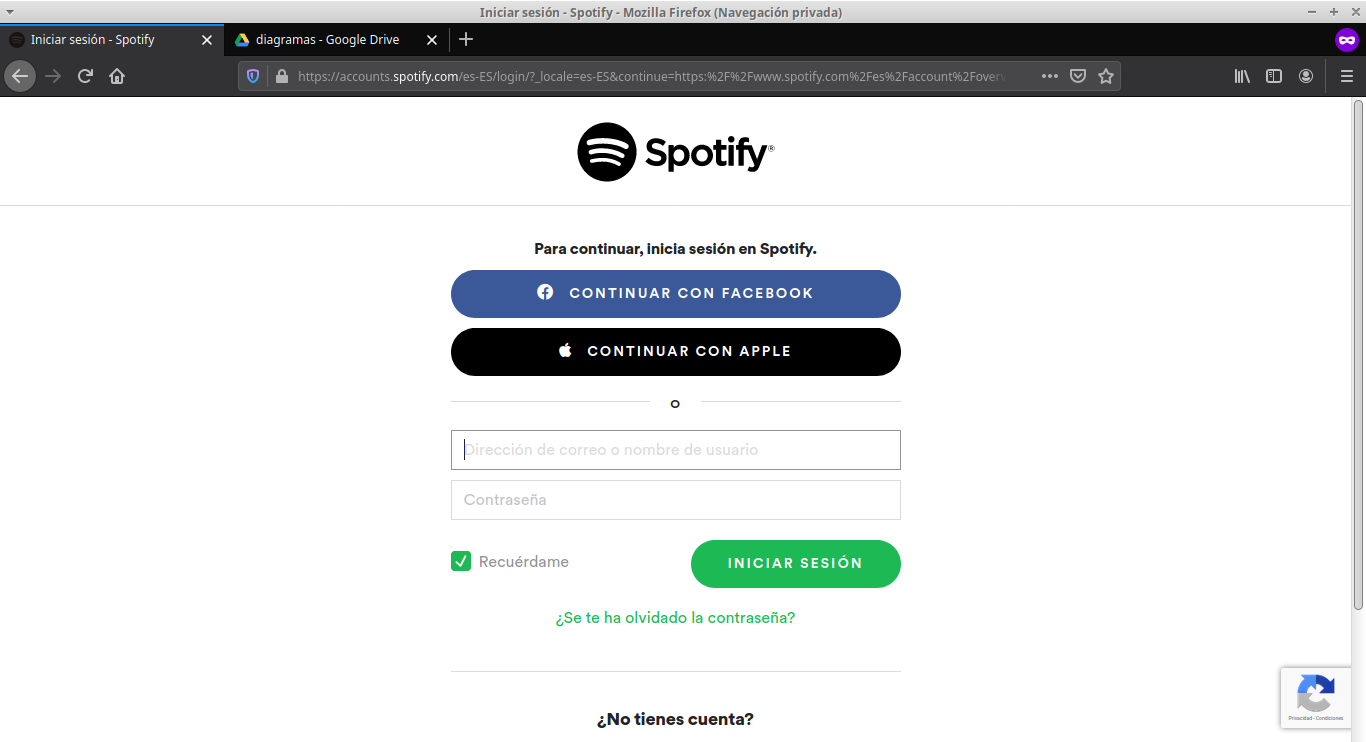 Iniciar sesión - Spotify - Mozilla Firefox (Navegación privada)
Iniciar sesión - Spotify
diagramas - Google Drive
https://accounts.spotify.com/es-ES/login/?_locale=es-ES&continue=https:%2F%2Fwww.spotify.com%2Fes%2Faccount%2Fover
Spotify®
Para continuar, inicia sesión en Spotify.
CONTINUAR CON FACEBOOK
CONTINUAR CON APPLE
O
Dirección de correo o nombre de usuario
Contraseña
Recuérdame
INICIAR SESIÓN
¿Se te ha olvidado la contraseña?
¿No tienes cuenta?
Privacidad - Condiciones